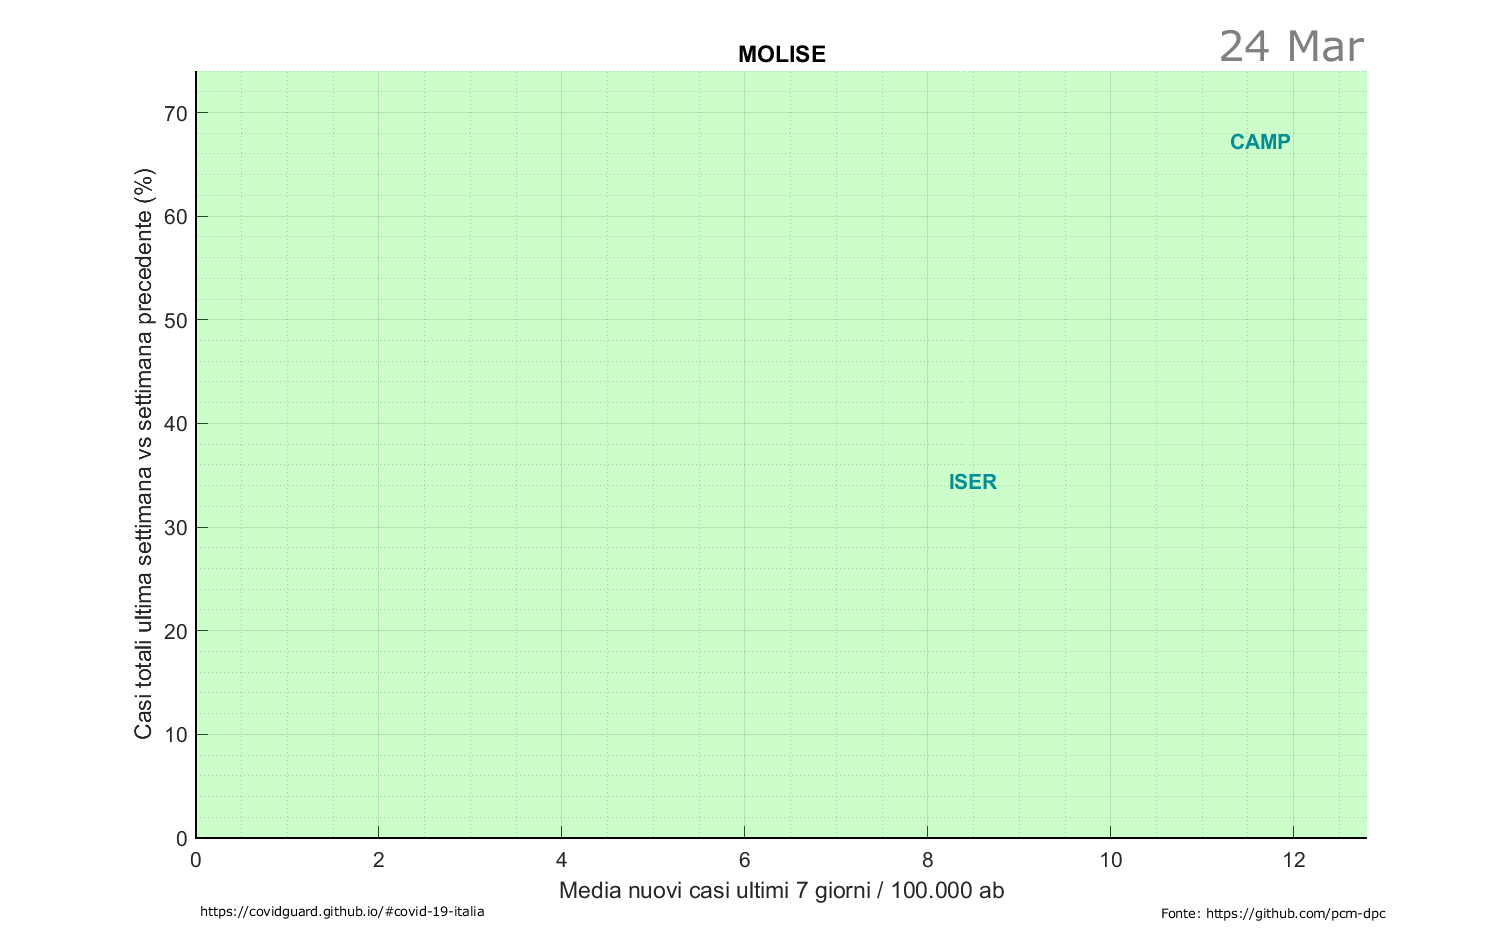 24 Mar
MOLISE
70
60
50
40
30
20
10
0
Casi totali ultima settimana vs settimana precedente (%)
CAMP
ISER
0 2 4 6 8 10 12
Media nuovi casi ultimi 7 giorni / 100.000 ab
https://covidguard.github.io/#covid-19-italia
Fonte: https://github.com/pcm-dpc